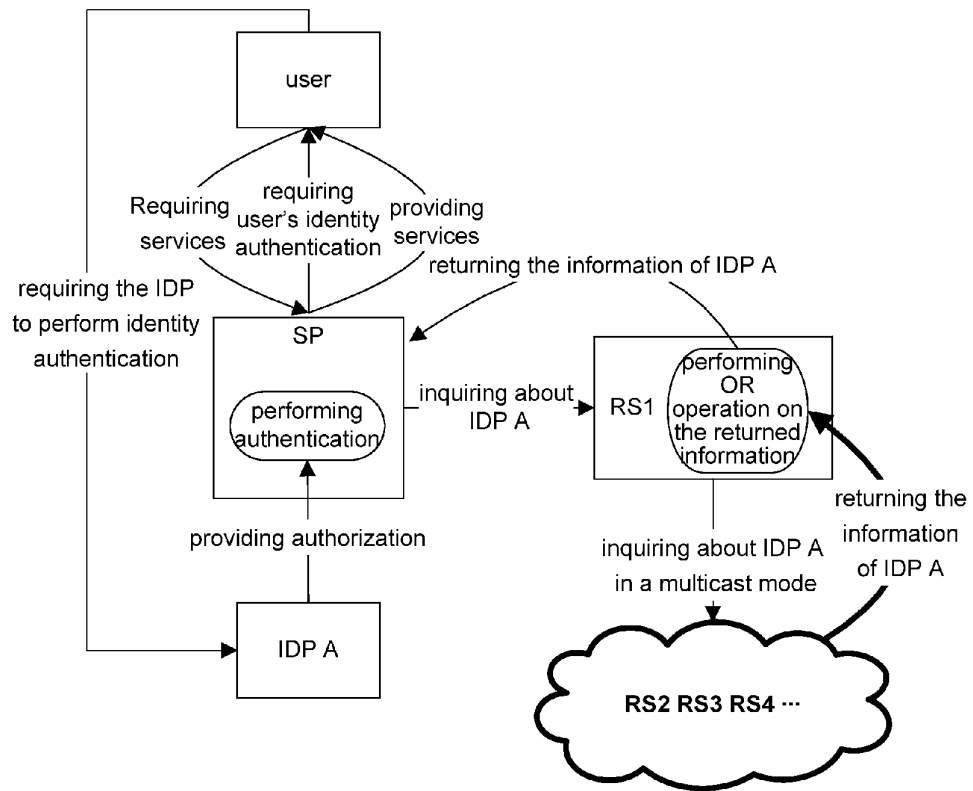 user
Requiring
services
requiring
user's identity
authentication
providing
services
returning the information of IDP A
requiring the IDP
to perform identity
authentication
SP
performing
authentication
inquiring about
IDP A
RS1
performing
OR
operation on
the returned
information
returning the
information
of IDP A
providing authorization
inquiring about IDP A
in a multicast mode
IDP A
RS2 RS3 RS4 ···